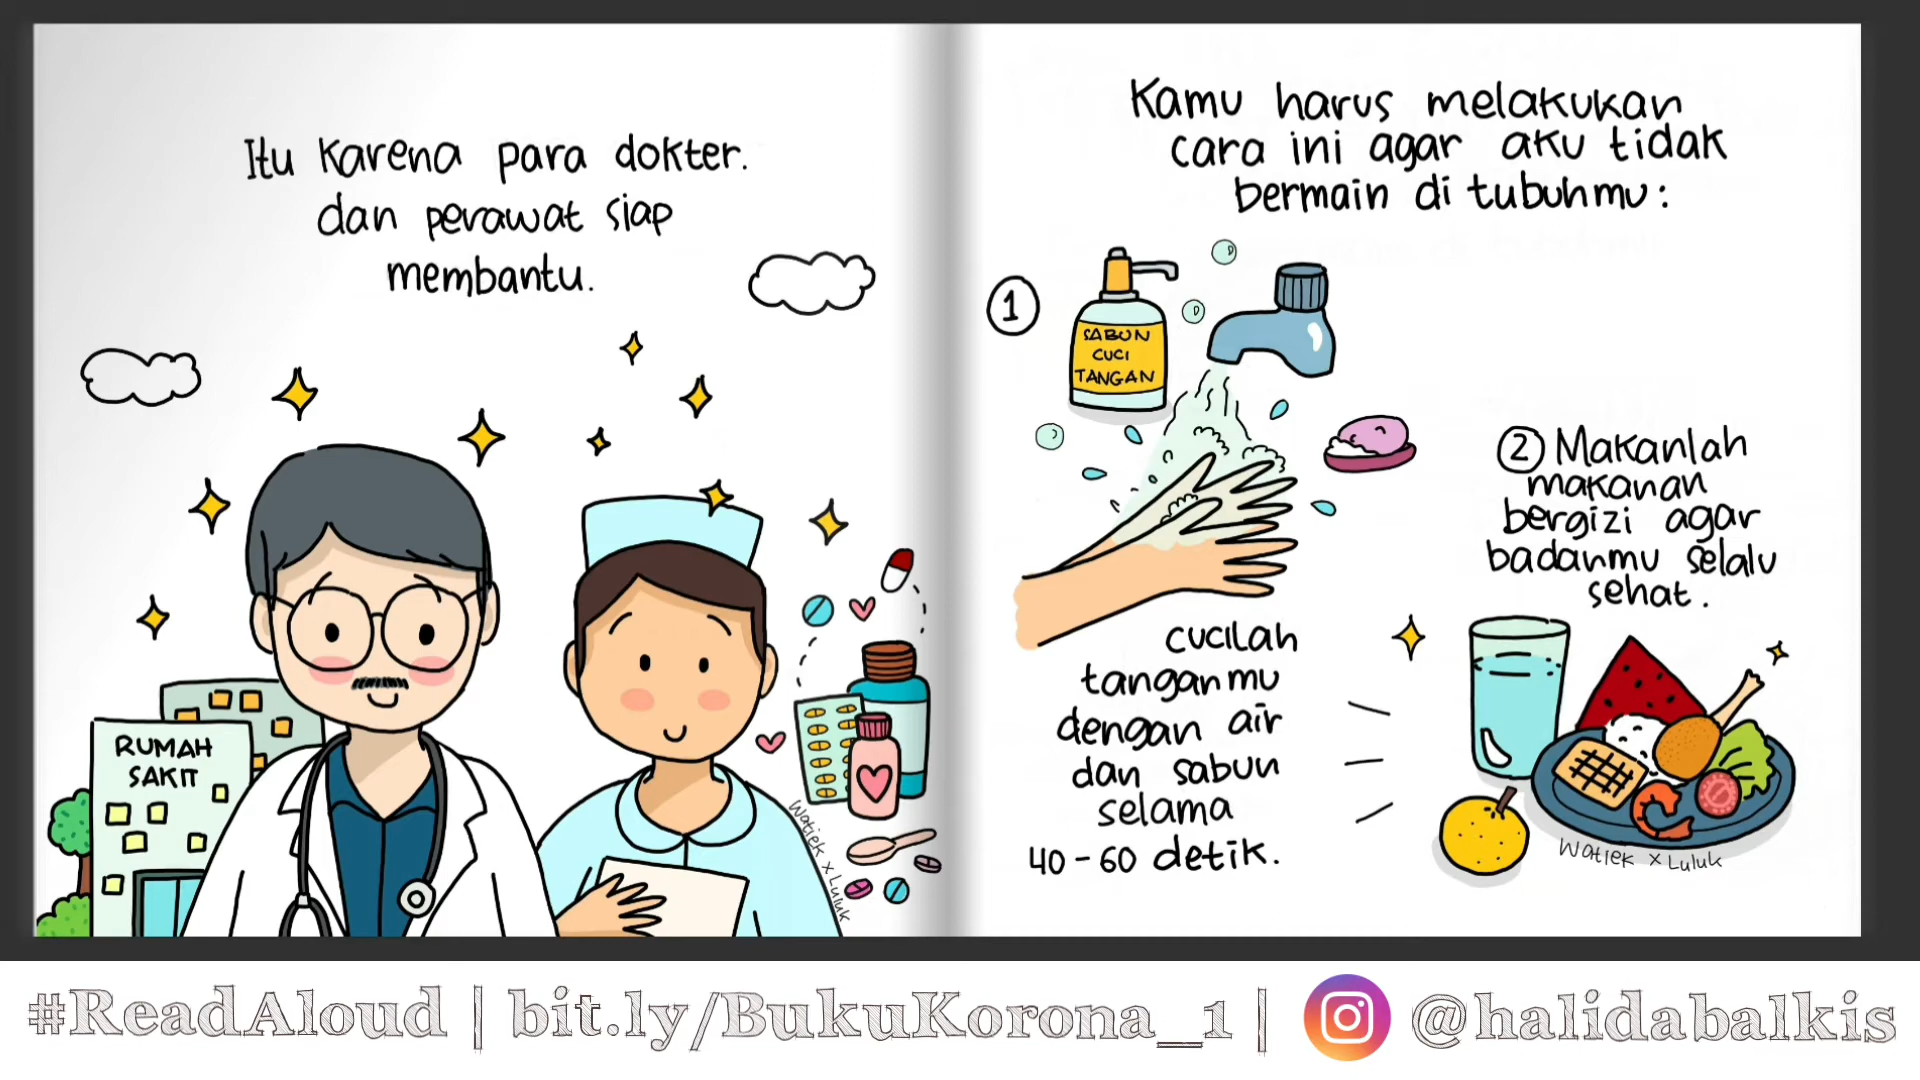 Itu karena para dokter.
dan perawat siap
membantu.
RUMAH
SAKIT
Watiek x Luluk
Kamu harus melakukan
cara ini agar aku tidak
bermain di tubuhmu:
1
SABUN
CUCI
TANGAN
cucilah
tanganmu
dengan air
dan sabun
selama
40-60 detik.
2 Makanlah
makanan
bergizi agar
badanmu selalu
sehat.
Watiek x Luluk
#ReadAloud | bit.ly/BukuKorona_1 | @halidabalkis